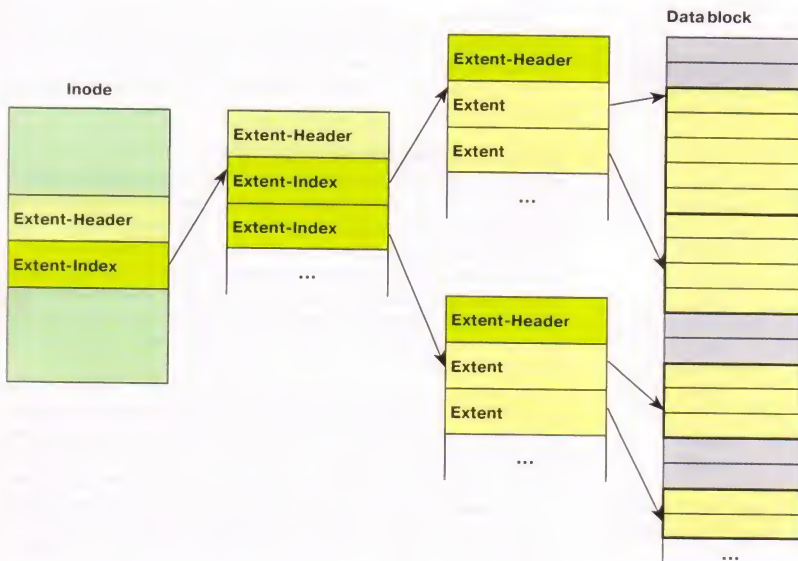 Inode
Extent-Header
Extent-Index
Extent-Header
Extent-Index
Extent-Index
...
Extent-Header
Extent
Extent
...
Extent-Header
Extent
Extent
...
Data block
...